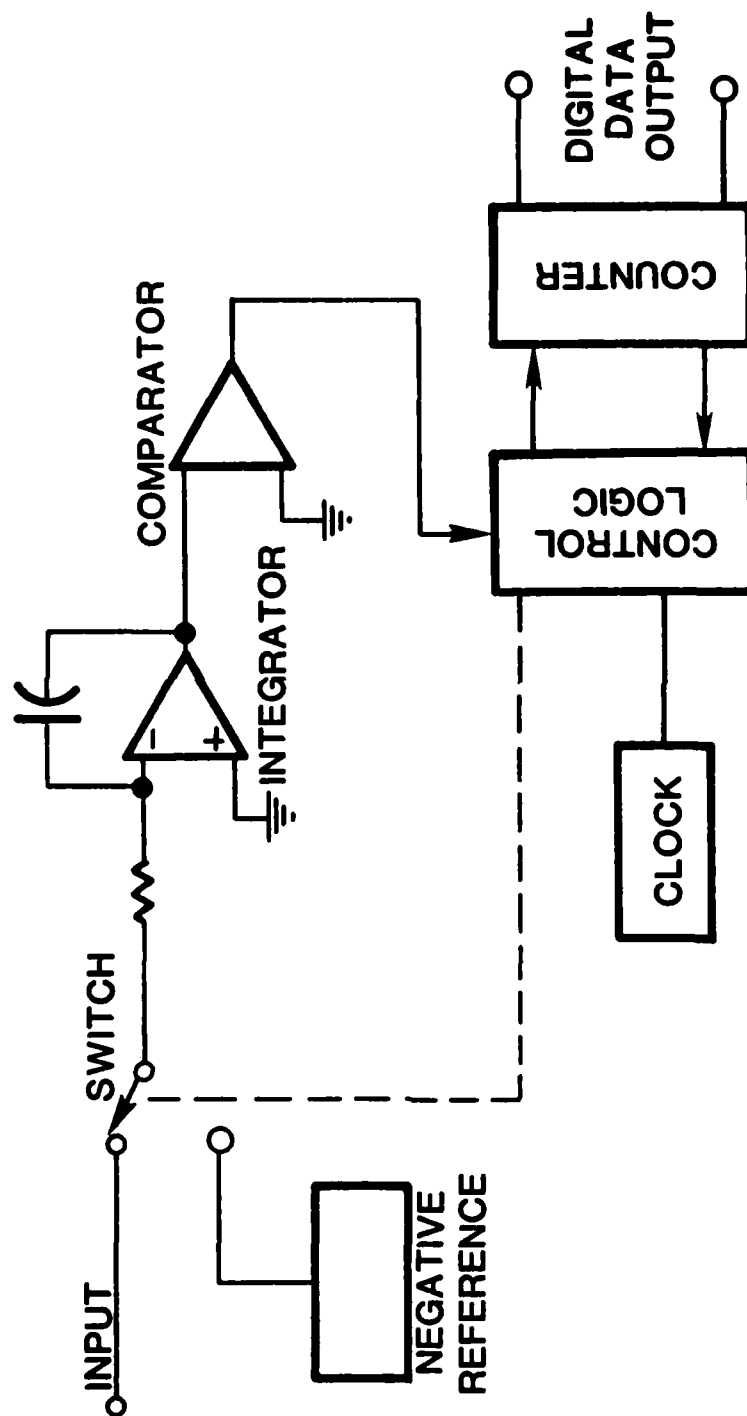 INPUT
SWITCH
INTEGRATOR
-
+
COMPARATOR
NEGATIVE
REFERENCE
CLOCK
CONTROL
LOGIC
COUNTER
DIGITAL
DATA
OUTPUT